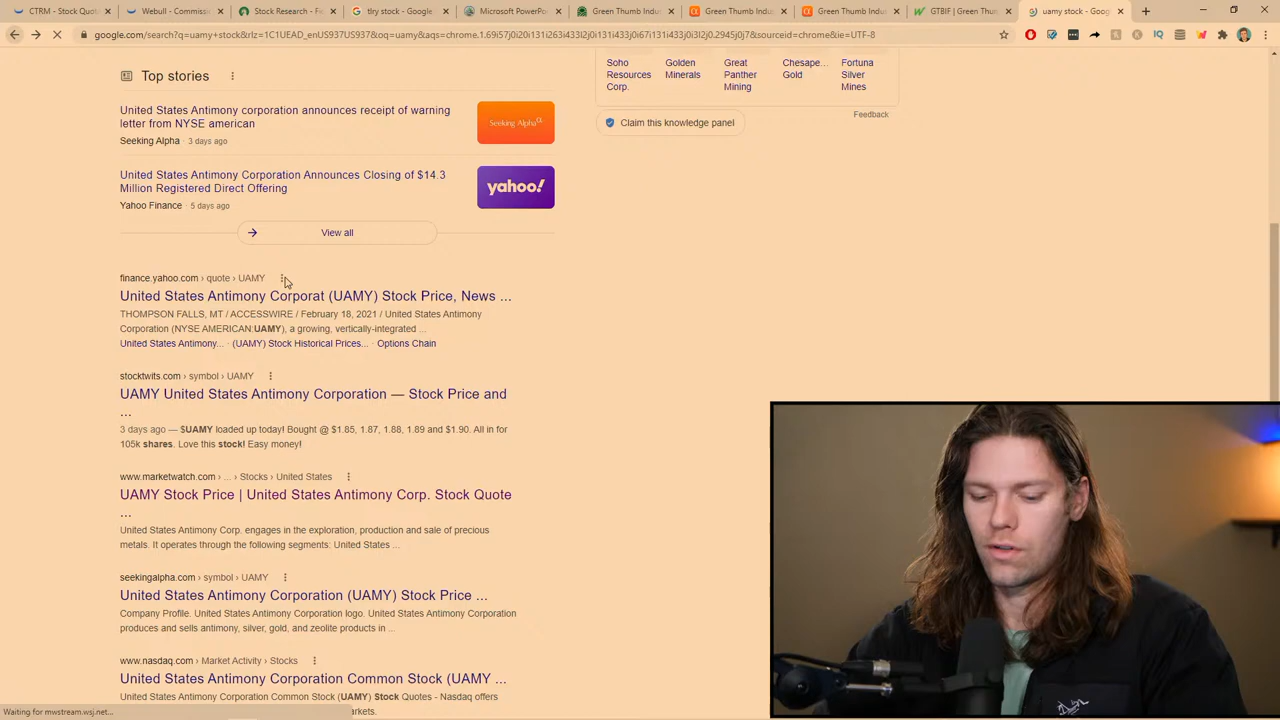 CTRM - Stock Quot
Webull - Commissi
Stock Research - Fi
tlry stock - Google
Microsoft PowerPo
Green Thumb Indus
Green Thumb Indus
Green Thumb Indus
GTBIF | Green Thum
uamy stock - Goog
google.com/search?q=uamy+stock&rlz=1C1UEAD_enUS937US937&oq=uamy&aqs=chrome.1.69i57j0i20i131i263i433j0i131i433j0i131i433l0i67i131i433j0i3l2j0.2945j0j7&sourceid=chrome&ie=UTF-8
Top stories
United States Antimony corporation announces receipt of warning
letter from NYSE american
Seeking Alpha · 3 days ago
Seeking Alpha α
United States Antimony Corporation Announces Closing of $14.3
Million Registered Direct Offering
Yahoo Finance · 5 days ago
yahoo!
View all
finance.yahoo.com › quote › UAMY
United States Antimony Corporat (UAMY) Stock Price, News ...
THOMPSON FALLS, MT / ACCESSWIRE / February 18, 2021 / United States Antimony
Corporation (NYSE AMERICAN:UAMY), a growing, vertically-integrated ...
United States Antimony... · (UAMY) Stock Historical Prices... · Options Chain
stocktwits.com › symbol › UAMY
UAMY United States Antimony Corporation — Stock Price and
...
3 days ago — $UAMY loaded up today! Bought @ $1.85, 1.87, 1.88, 1.89 and $1.90. All in for
105k shares. Love this stock! Easy money!
www.marketwatch.com › ... › Stocks › United States
UAMY Stock Price | United States Antimony Corp. Stock Quote
...
United States Antimony Corp. engages in the exploration, production and sale of precious
metals. It operates through the following segments: United States ...
seekingalpha.com › symbol › UAMY
United States Antimony Corporation (UAMY) Stock Price ...
Company Profile. United States Antimony Corporation logo. United States Antimony Corporation
produces and sells antimony, silver, gold, and zeolite products in ...
www.nasdaq.com › Market Activity › Stocks
United States Antimony Corporation Common Stock (UAMY ...
United States Antimony Corporation Common Stock (UAMY) Stock Quotes - Nasdaq offers
arkets.
Waiting for mwstream.wsj.net...
Soho
Resources
Corp.
Golden
Minerals
Great
Panther
Mining
Chesape...
Gold
Fortuna
Silver
Mines
Feedback
Claim this knowledge panel